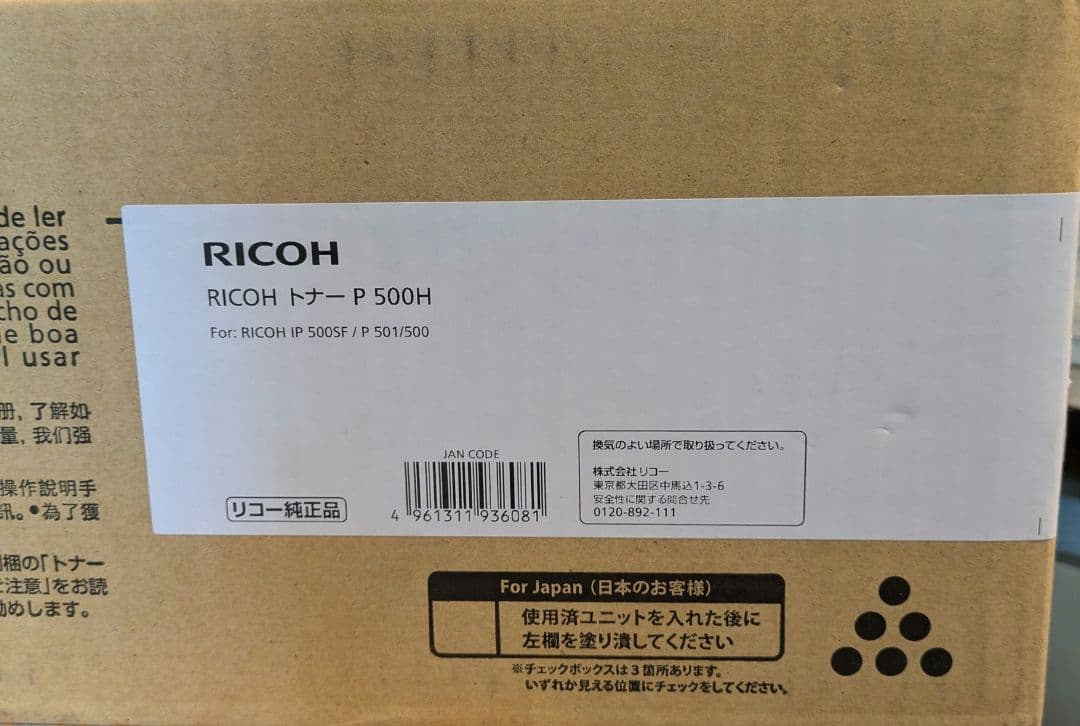 de ler
ações
ão ou
as com
cho de
e boa
l usar
册，了解如
量，我们强
操作説明手
訊。●為了獲
梱の「トナー
ご注意」をお読
勧めします。
RICOH
RICOH トナー P 500H
For: RICOH IP 500SF / P 501/500
JAN CODE
4 961311 936081
リコー純正品
換気のよい場所で取り扱ってください。
株式会社リコー
東京都大田区中馬込1-3-6
安全性に関する問合せ先
0120-892-111
For Japan（日本のお客様）
使用済ユニットを入れた後に
左欄を塗り潰してください
※チェックボックスは3箇所あります。
いずれか見える位置にチェックをしてください。